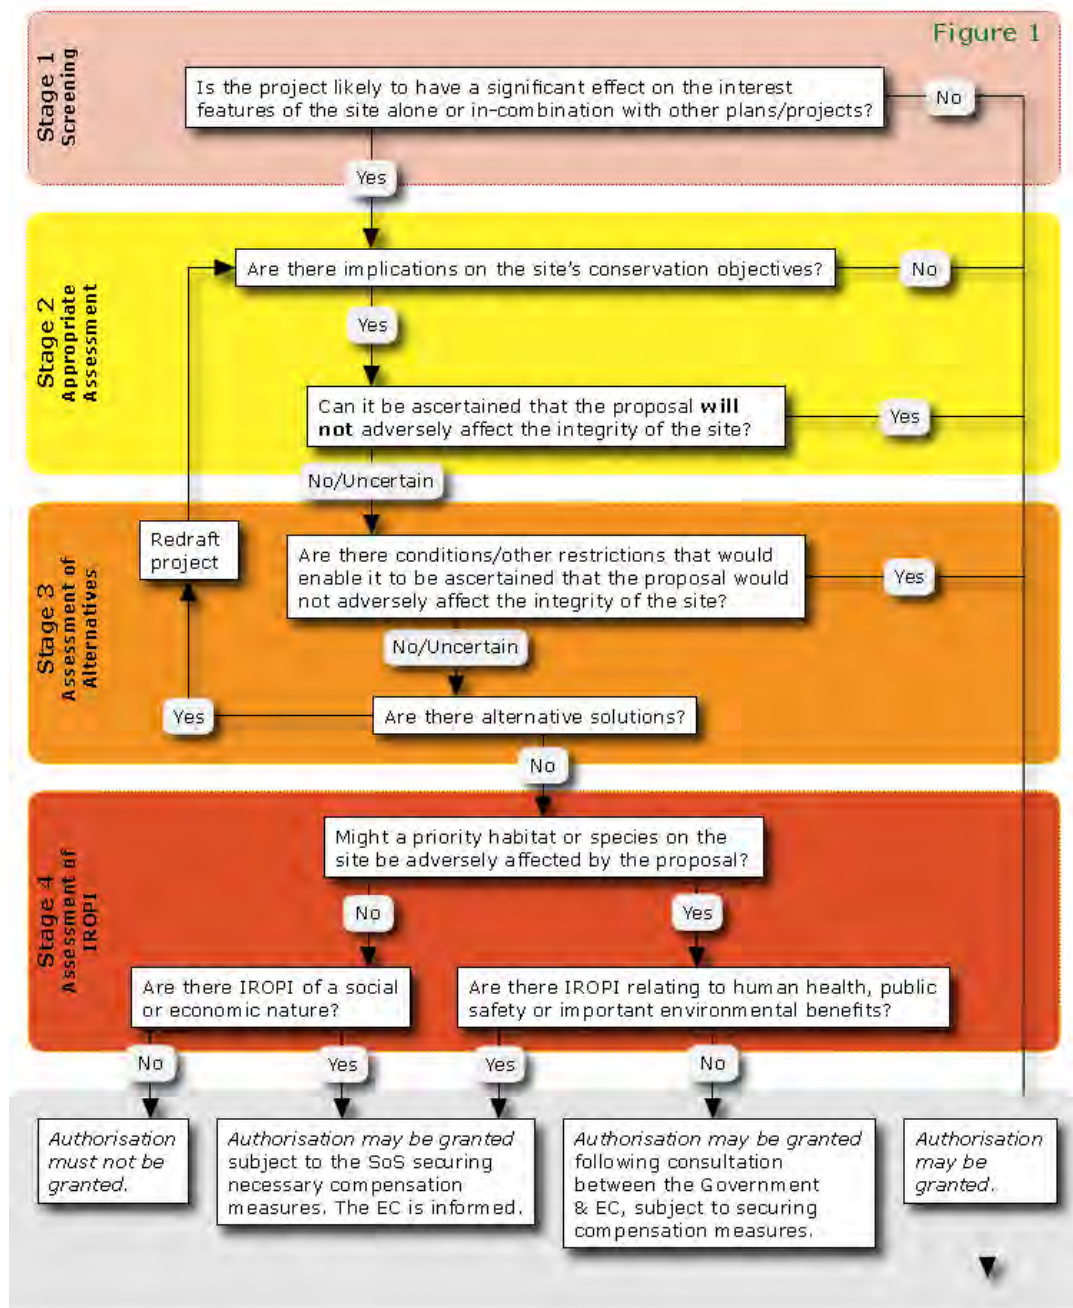 Figure 1
Stage 1
Screening
Is the project likely to have a significant effect on the interest
features of the site alone or in-combination with other plans/projects?
No
Yes
Stage 2
Appropriate
Assessment
Are there implications on the site's conservation objectives?
No
Yes
Can it be ascertained that the proposal will
not adversely affect the integrity of the site?
Yes
No/Uncertain
Stage 3
Assessment of
Alternatives
Redraft
project
Are there conditions/other restrictions that would
enable it to be ascertained that the proposal would
not adversely affect the integrity of the site?
Yes
No/Uncertain
Are there alternative solutions?
Yes
No
Stage 4
Assessment of
IROPI
Might a priority habitat or species on the
site be adversely affected by the proposal?
No
Yes
Are there IROPI of a social
or economic nature?
Are there IROPI relating to human health, public
safety or important environmental benefits?
No
Yes
Yes
No
Authorisation
must not be
granted.
Authorisation may be granted
subject to the SoS securing
necessary compensation
measures. The EC is informed.
Authorisation may be granted
following consultation
between the Government
& EC, subject to securing
compensation measures.
Authorisation
may be
granted.